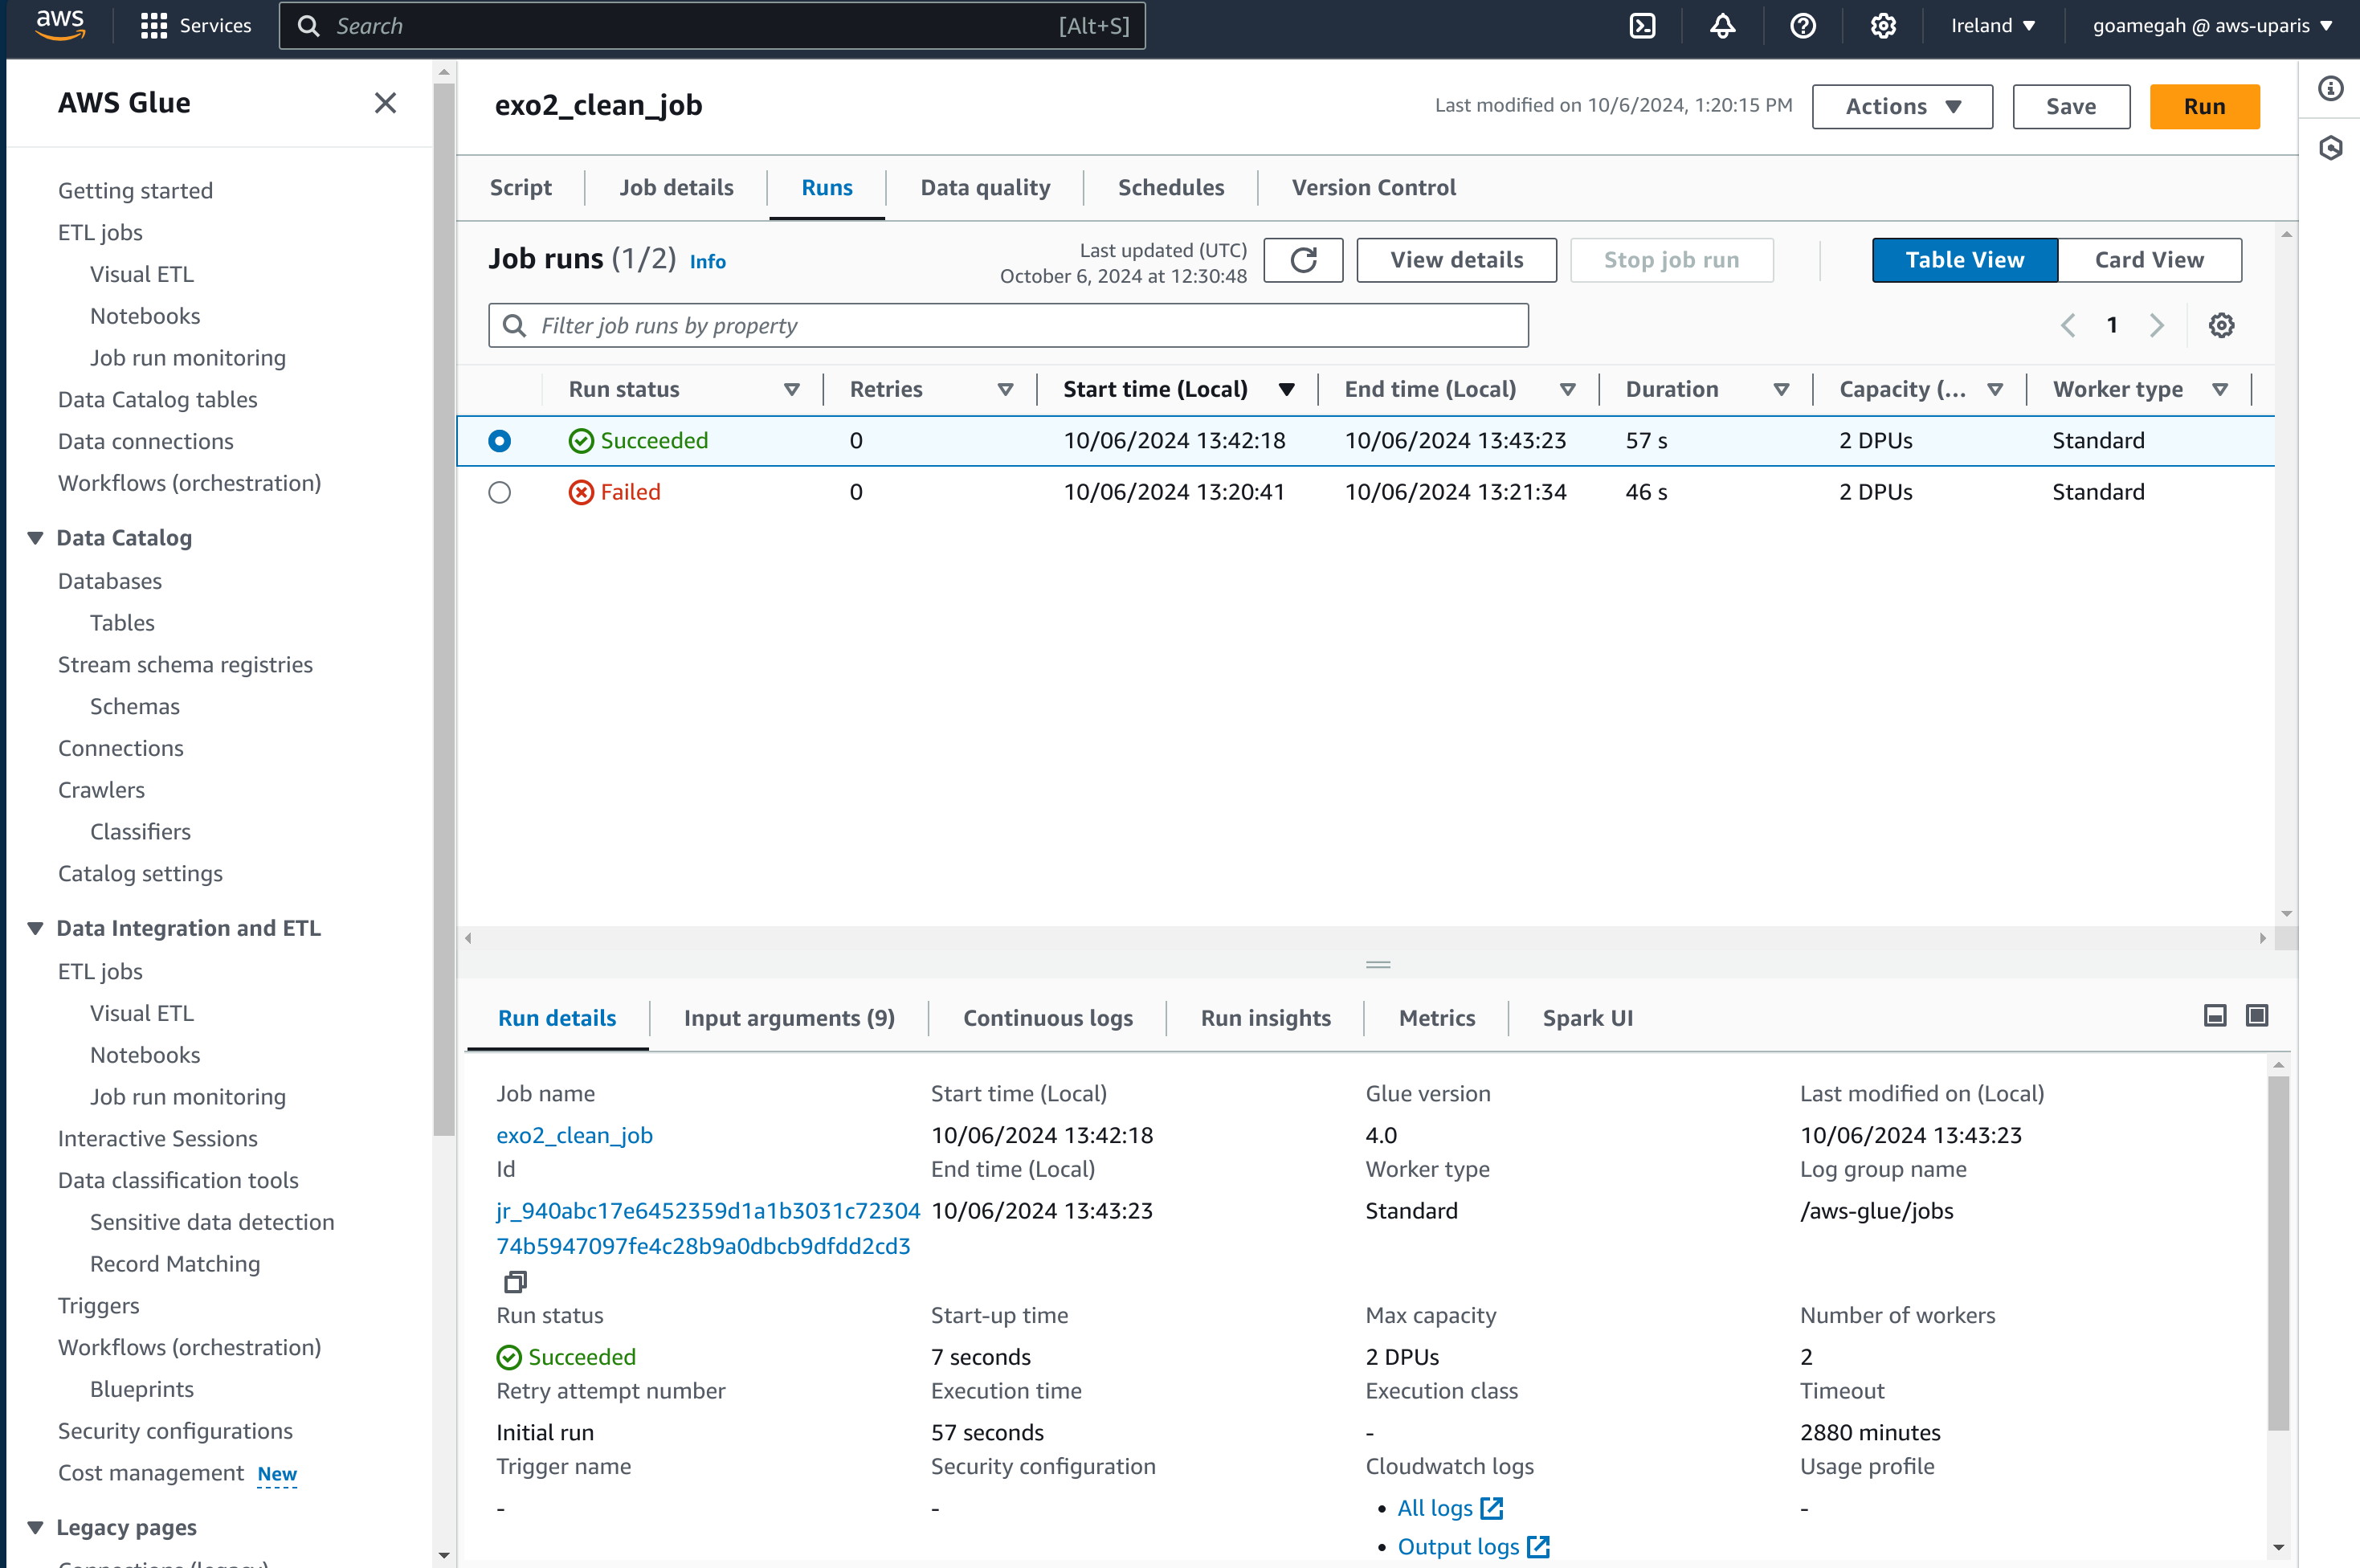 aws
Services
Search [Alt+S]
Ireland
goamegah @ aws-uparis
AWS Glue
Getting started
ETL jobs
Visual ETL
Notebooks
Job run monitoring
Data Catalog tables
Data connections
Workflows (orchestration)
Data Catalog
Databases
Tables
Stream schema registries
Schemas
Connections
Crawlers
Classifiers
Catalog settings
Data Integration and ETL
ETL jobs
Visual ETL
Notebooks
Job run monitoring
Interactive Sessions
Data classification tools
Sensitive data detection
Record Matching
Triggers
Workflows (orchestration)
Blueprints
Security configurations
Cost management New
Legacy pages
Connections (legacy)
exo2_clean_job
Last modified on 10/6/2024, 1:20:15 PM
Actions
Save
Run
Script
Job details
Runs
Data quality
Schedules
Version Control
Job runs (1/2) Info
Last updated (UTC)
October 6, 2024 at 12:30:48
View details
Stop job run
Table View
Card View
Filter job runs by property
1
Run status Retries Start time (Local) End time (Local) Duration Capacity (... Worker type
Succeeded 0 10/06/2024 13:42:18 10/06/2024 13:43:23 57 s 2 DPUs Standard
Failed 0 10/06/2024 13:20:41 10/06/2024 13:21:34 46 s 2 DPUs Standard
Run details
Input arguments (9)
Continuous logs
Run insights
Metrics
Spark UI
Job name Start time (Local) Glue version Last modified on (Local)
exo2_clean_job 10/06/2024 13:42:18 4.0 10/06/2024 13:43:23
Id End time (Local) Worker type Log group name
jr_940abc17e6452359d1a1b3031c72304 10/06/2024 13:43:23 Standard /aws-glue/jobs
74b5947097fe4c28b9a0dbcb9dfdd2cd3
Run status Start-up time Max capacity Number of workers
Succeeded 7 seconds 2 DPUs 2
Retry attempt number Execution time Execution class Timeout
Initial run 57 seconds - 2880 minutes
Trigger name Security configuration Cloudwatch logs Usage profile
- - • All logs -
• Output logs